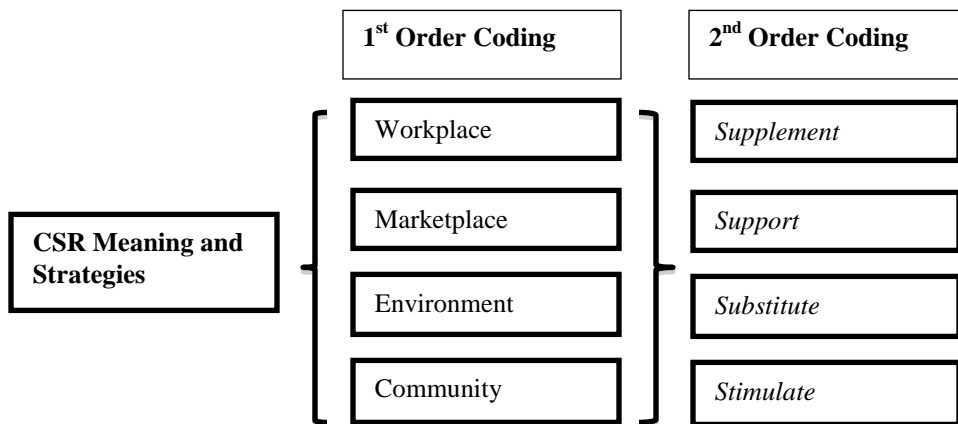 1st Order Coding
2nd Order Coding
Workplace
Supplement
Marketplace
Support
CSR Meaning and
Strategies
Environment
Substitute
Community
Stimulate